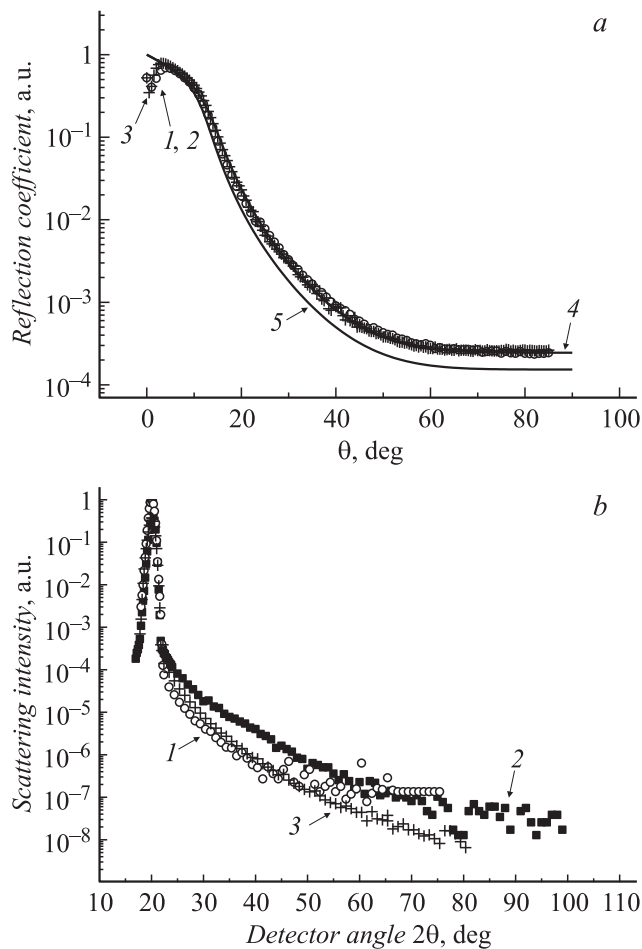 a
1
10⁻¹
10⁻²
10⁻³
10⁻⁴
Reflection coefficient, a.u.
3
1, 2
5
4
0 20 40 60 80 100
θ, deg
b
1
10⁻¹
10⁻²
10⁻³
10⁻⁴
10⁻⁵
10⁻⁶
10⁻⁷
10⁻⁸
Scattering intensity, a.u.
1
2
3
10 20 30 40 50 60 70 80 90 100 110
Detector angle 2θ, deg